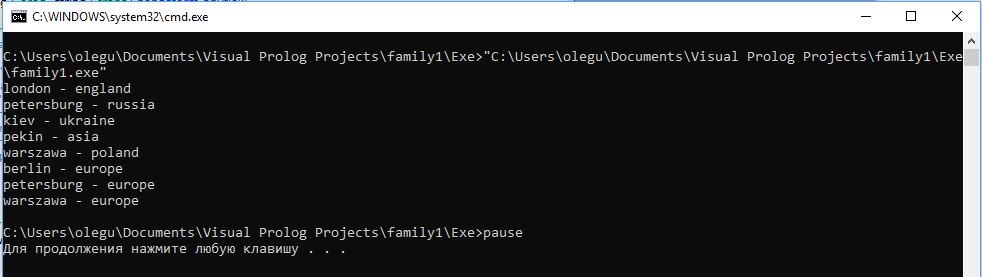 C:\WINDOWS\system32\cmd.exe
C:\Users\olegu\Documents\Visual Prolog Projects\family1\Exe>"C:\Users\olegu\Documents\Visual Prolog Projects\family1\Exe
\family1.exe"
london - england
petersburg - russia
kiev - ukraine
pekin - asia
warszawa - poland
berlin - europe
petersburg - europe
warszawa - europe
C:\Users\olegu\Documents\Visual Prolog Projects\family1\Exe>pause
Для продолжения нажмите любую клавишу . . .